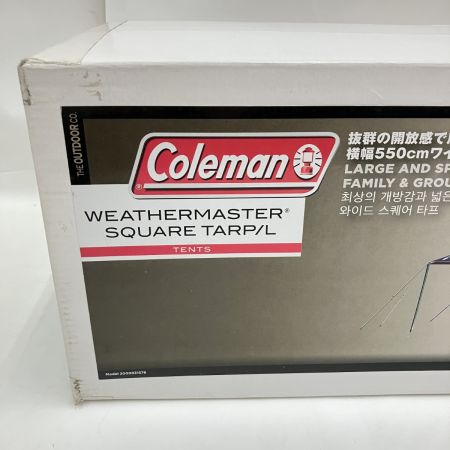 THE OUTDOOR CO.
Coleman
WEATHERMASTER®
SQUARE TARP/L
TENTS
抜群の開放感で
横幅550cmワイ
LARGE AND SP
FAMILY & GROU
최상의 개방감과 넓은
와이드 스퀘어 타프